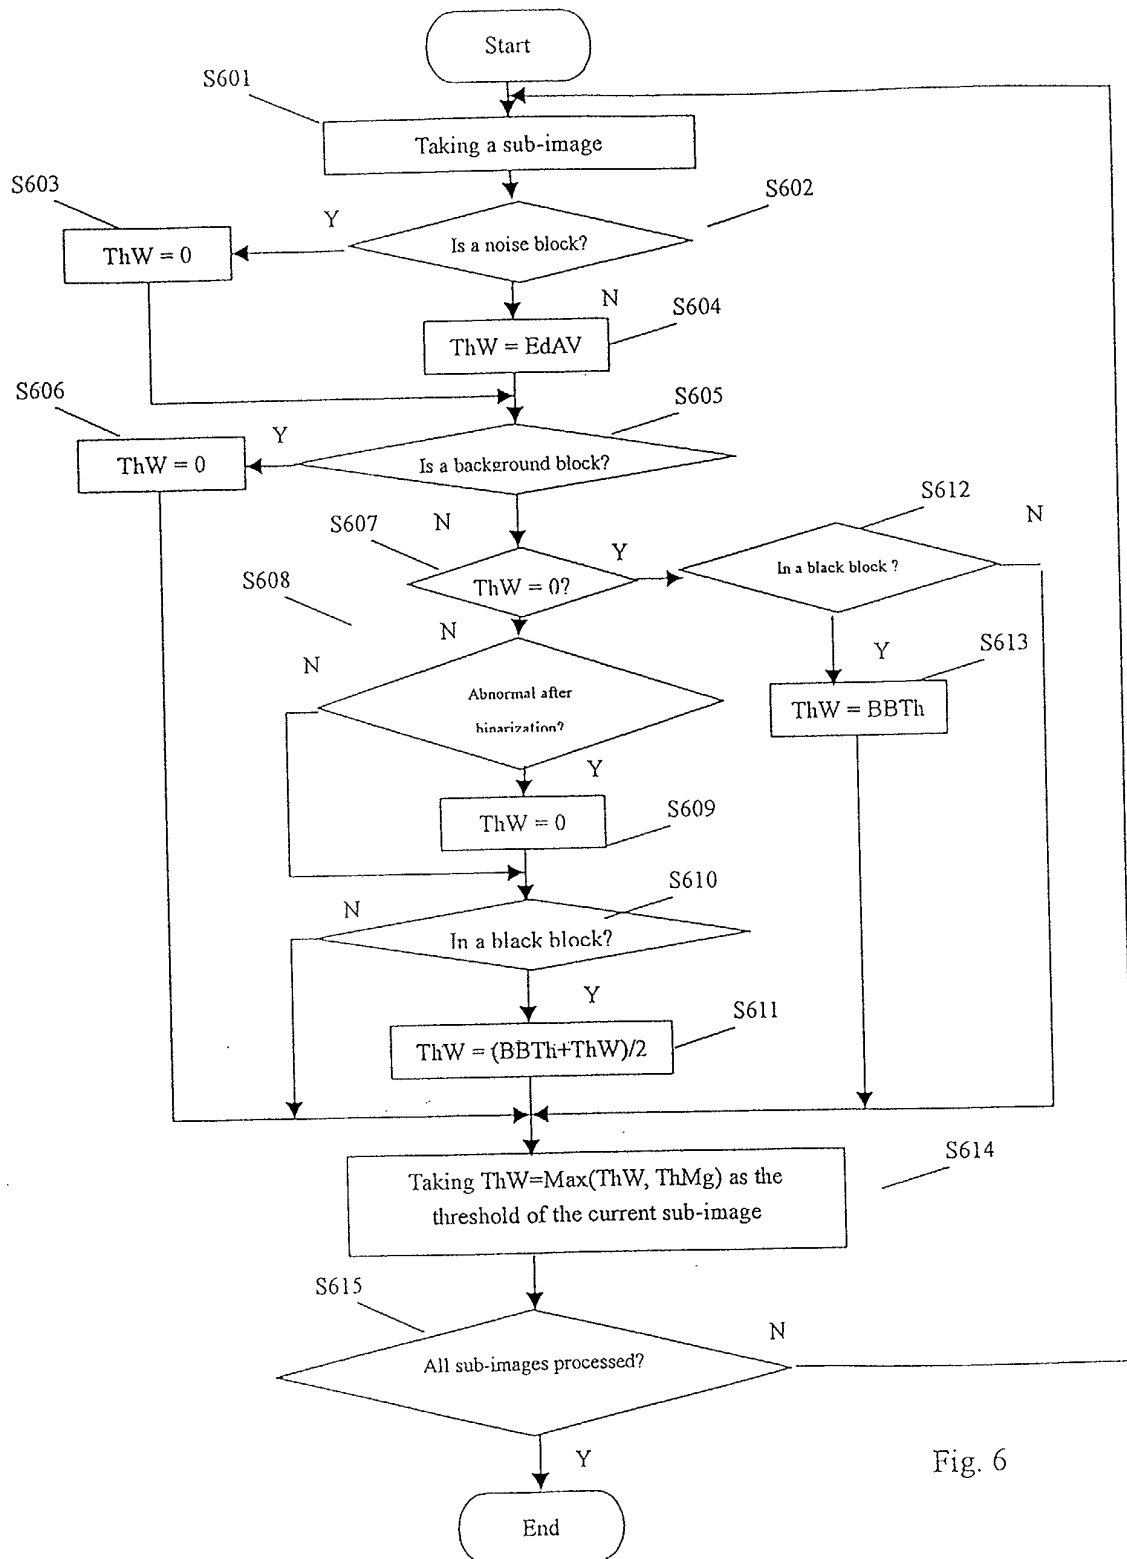 Start
S601
Taking a sub-image
S603
S602
Y
Is a noise block?
ThW = 0
N
S604
ThW = EdAV
S606
S605
Y
Is a background block?
ThW = 0
S612
N
S607
N
Y
In a black block ?
ThW = 0?
S608
N
N
Y
S613
Abnormal after
binarization?
ThW = BBTh
Y
ThW = 0
S609
S610
N
In a black block?
Y
S611
ThW = (BBTh+ThW)/2
S614
Taking ThW=Max(ThW, ThMg) as the
threshold of the current sub-image
S615
N
All sub-images processed?
Y
Fig. 6
End